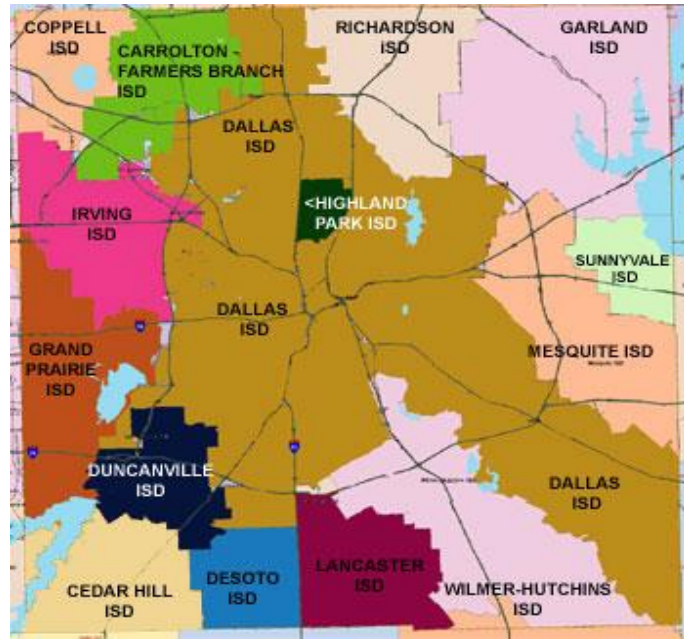 COPPELL
ISD
CARROLTON -
FARMERS BRANCH
ISD
RICHARDSON
ISD
GARLAND
ISD
DALLAS
ISD
<HIGHLAND
PARK ISD
IRVING
ISD
SUNNYVALE
ISD
DALLAS
ISD
MESQUITE ISD
GRAND
PRAIRIE
ISD
DUNCANVILLE
ISD
DALLAS
ISD
CEDAR HILL
ISD
DESOTO
ISD
LANCASTER
ISD
WILMER-HUTCHINS
ISD